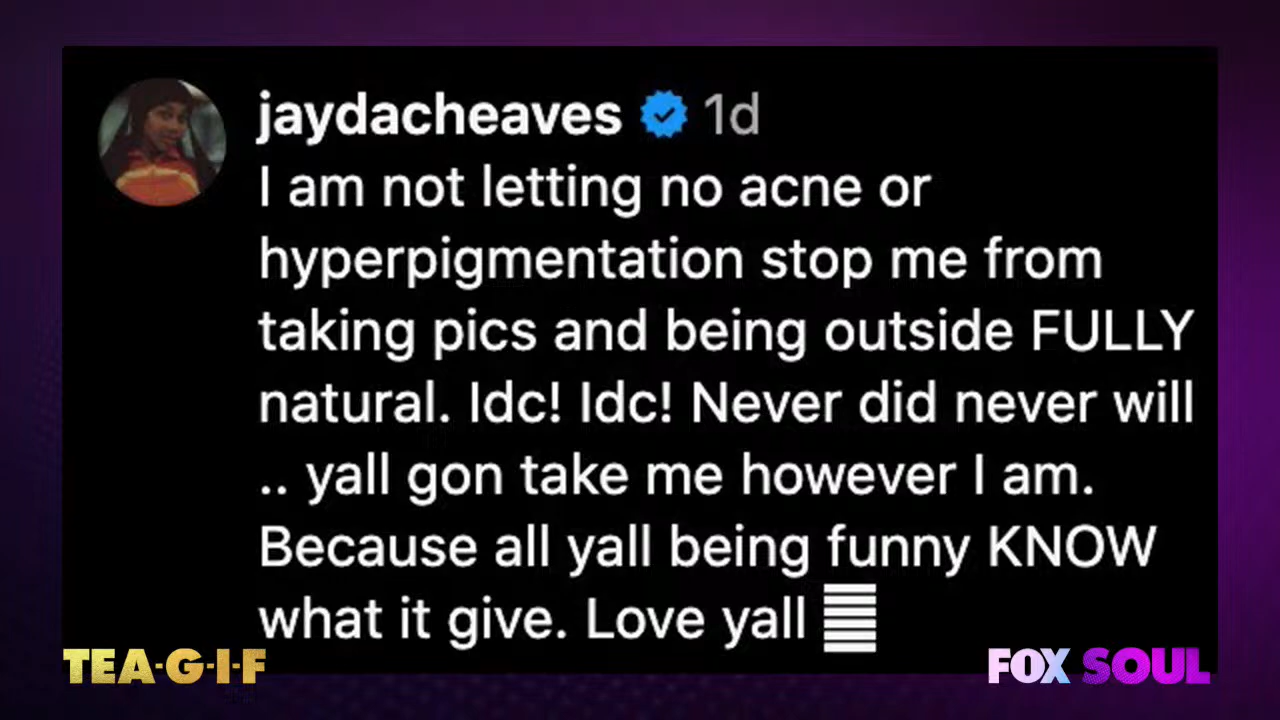 jaydacheaves 1d
I am not letting no acne or
hyperpigmentation stop me from
taking pics and being outside FULLY
natural. Idc! Idc! Never did never will
.. yall gon take me however I am.
Because all yall being funny KNOW
what it give. Love yall
TEA-G-I-F
FOX SOUL